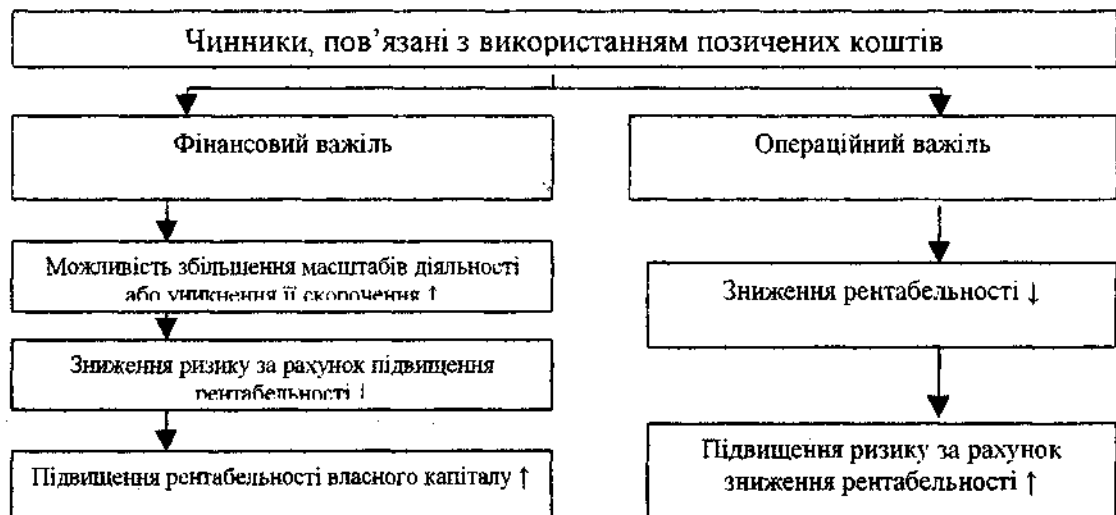 Чинники, пов’язані з використанням позичених коштів
Фінансовий важіль
Операційний важіль
Можливість збільшення масштабів діяльності
або уникнення її скорочення ↑
Зниження ризику за рахунок підвищення
рентабельності ↓
Підвищення рентабельності власного капіталу ↑
Зниження рентабельності ↓
Підвищення ризику за рахунок
зниження рентабельності ↑